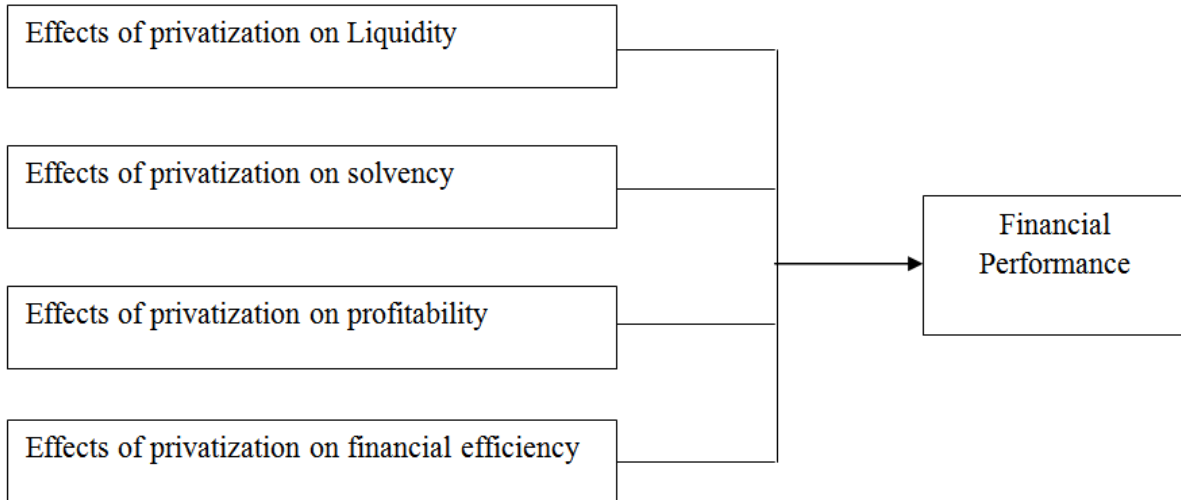 Effects of privatization on Liquidity
Effects of privatization on solvency
Effects of privatization on profitability
Effects of privatization on financial efficiency
Financial
Performance